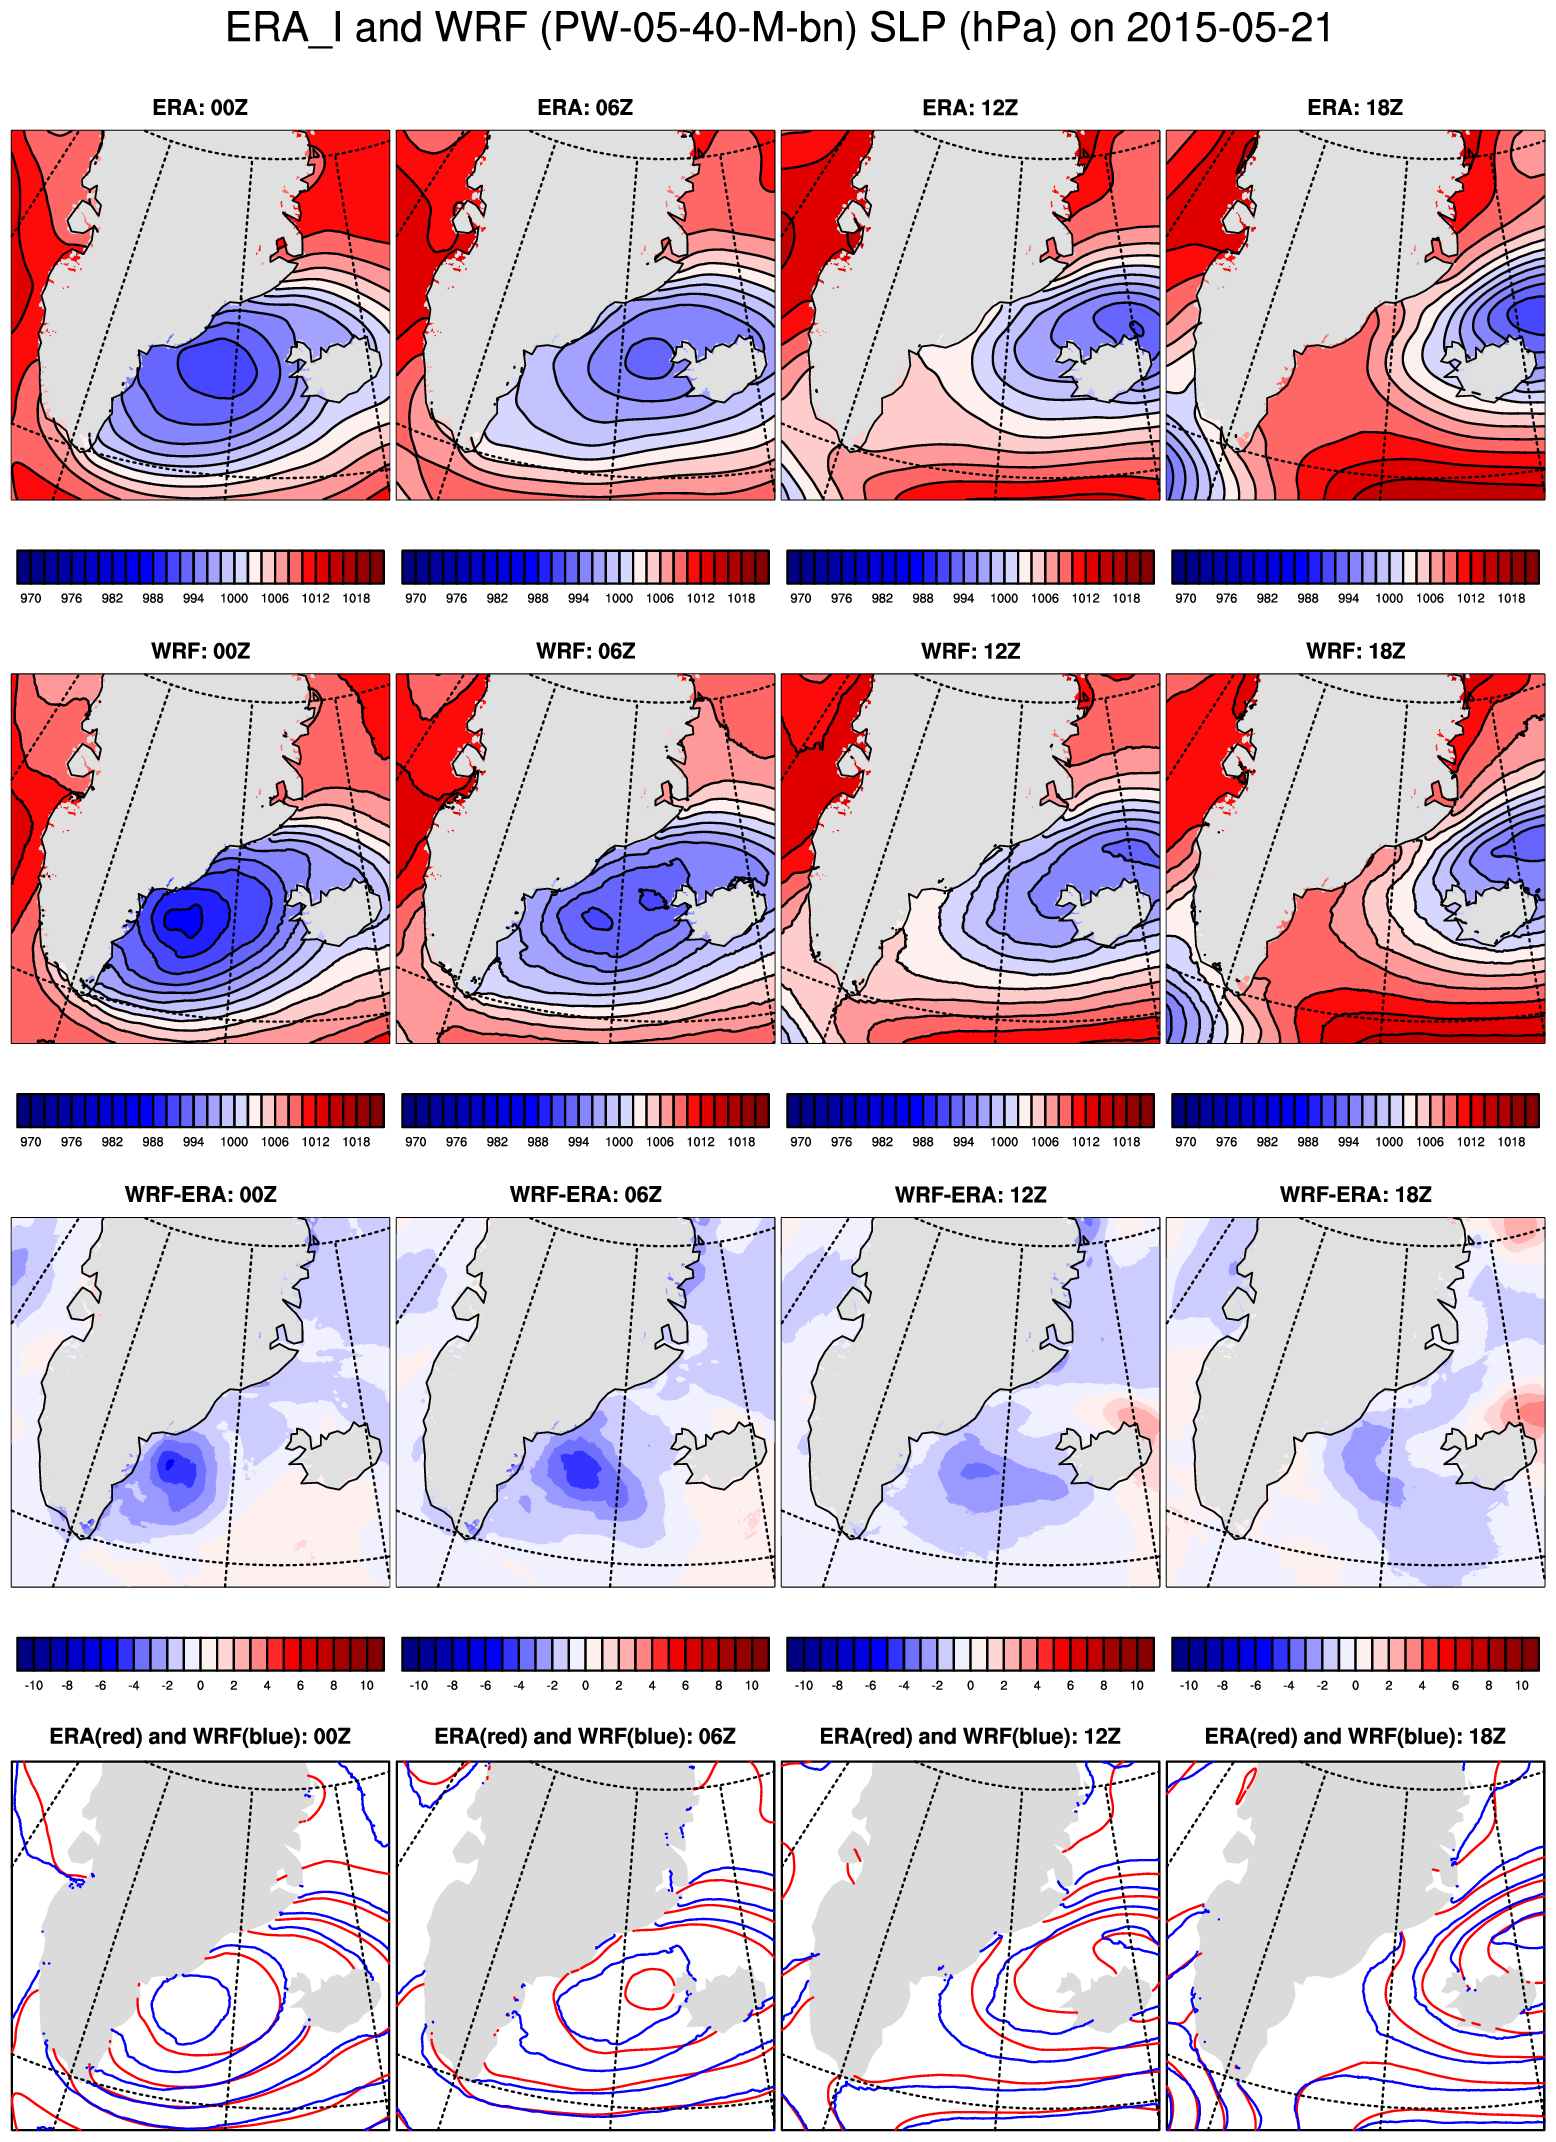 ERA_I and WRF (PW-05-40-M-bn) SLP (hPa) on 2015-05-21
ERA: 00Z ERA: 06Z ERA: 12Z ERA: 18Z
970 976 982 988 994 1000 1006 1012 1018 970 976 982 988 994 1000 1006 1012 1018 970 976 982 988 994 1000 1006 1012 1018 970 976 982 988 994 1000 1006 1012 1018
WRF: 00Z WRF: 06Z WRF: 12Z WRF: 18Z
970 976 982 988 994 1000 1006 1012 1018 970 976 982 988 994 1000 1006 1012 1018 970 976 982 988 994 1000 1006 1012 1018 970 976 982 988 994 1000 1006 1012 1018
WRF-ERA: 00Z WRF-ERA: 06Z WRF-ERA: 12Z WRF-ERA: 18Z
-10 -8 -6 -4 -2 0 2 4 6 8 10 -10 -8 -6 -4 -2 0 2 4 6 8 10 -10 -8 -6 -4 -2 0 2 4 6 8 10 -10 -8 -6 -4 -2 0 2 4 6 8 10
ERA(red) and WRF(blue): 00Z ERA(red) and WRF(blue): 06Z ERA(red) and WRF(blue): 12Z ERA(red) and WRF(blue): 18Z